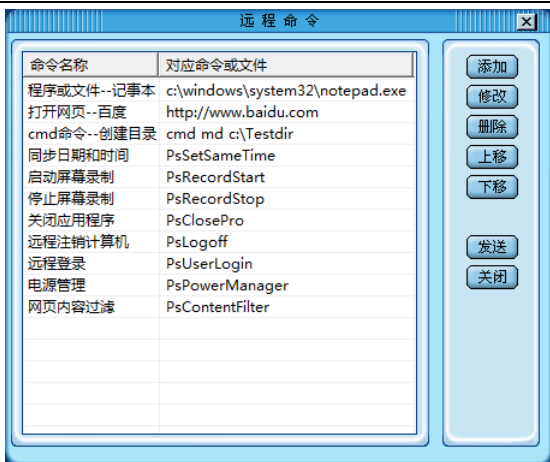 远程命令
命令名称 对应命令或文件
程序或文件--记事本 c:\windows\system32\notepad.exe
打开网页--百度 http://www.baidu.com
cmd命令--创建目录 cmd md c:\Testdir
同步日期和时间 PsSetSameTime
启动屏幕录制 PsRecordStart
停止屏幕录制 PsRecordStop
关闭应用程序 PsClosePro
远程注销计算机 PsLogoff
远程登录 PsUserLogin
电源管理 PsPowerManager
网页内容过滤 PsContentFilter
添加
修改
删除
上移
下移
发送
关闭